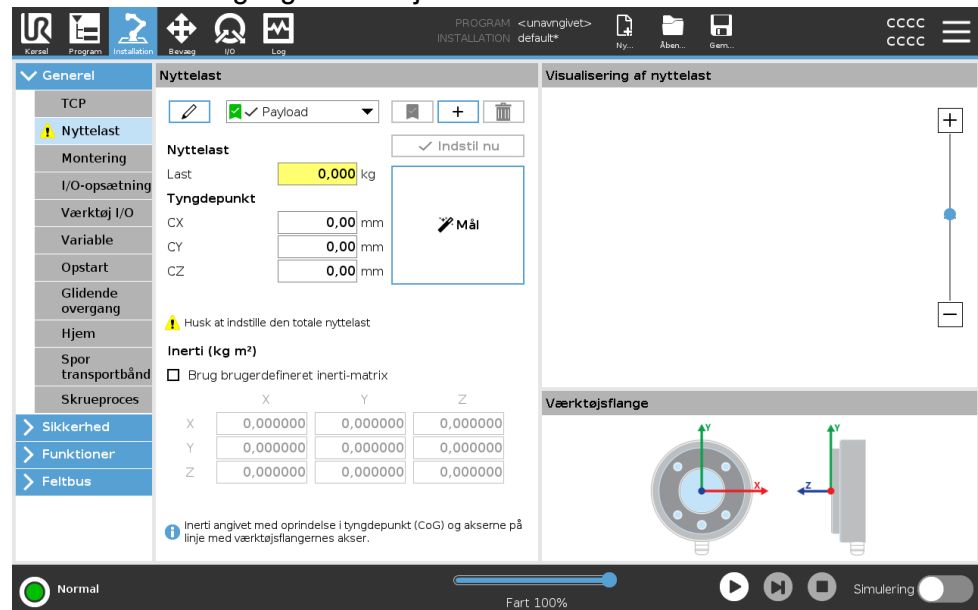 PROGRAM <unavngivet>
INSTALLATION default*
Kørsel
Program
Installation
Bevæg
I/O
Log
Ny...
Åben...
Gem...
CCCC
CCCC
Generel
TCP
Nyttelast
Montering
I/O-opsætning
Værktøj I/O
Variable
Opstart
Glidende
overgang
Hjem
Spor
transportbånd
Skrueproces
Sikkerhed
Funktioner
Feltbus
Nyttelast
Payload
Nyttelast
Indstil nu
Last 0,000 kg
Tyngdepunkt
CX 0,00 mm
CY 0,00 mm
CZ 0,00 mm
Mål
Husk at indstille den totale nyttelast
Inerti (kg m²)
Brug brugerdefineret inerti-matrix
X Y Z
X 0,000000 0,000000 0,000000
Y 0,000000 0,000000 0,000000
Z 0,000000 0,000000 0,000000
Inerti angivet med oprindelse i tyngdepunkt (CoG) og akserne på
linje med værktøjsflangernes akser.
Visualisering af nyttelast
Værktøjsflange
Y
X
Y
Z
Normal
Fart 100%
Simulering